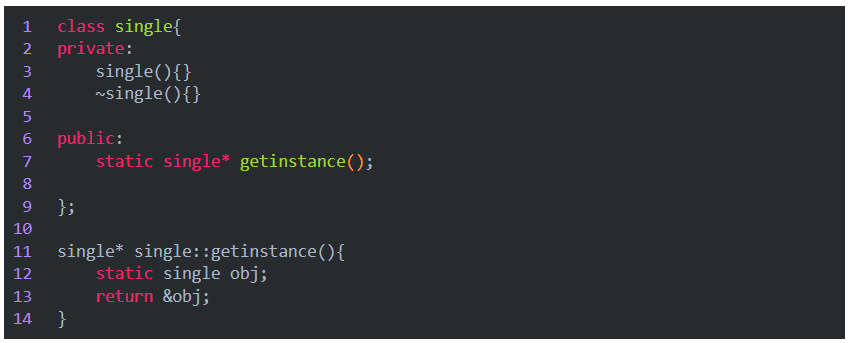 1 class single{
2 private:
3     single(){}
4     ~single(){}
5
6 public:
7     static single* getinstance();
8
9 };
10
11 single* single::getinstance(){
12     static single obj;
13     return &obj;
14 }